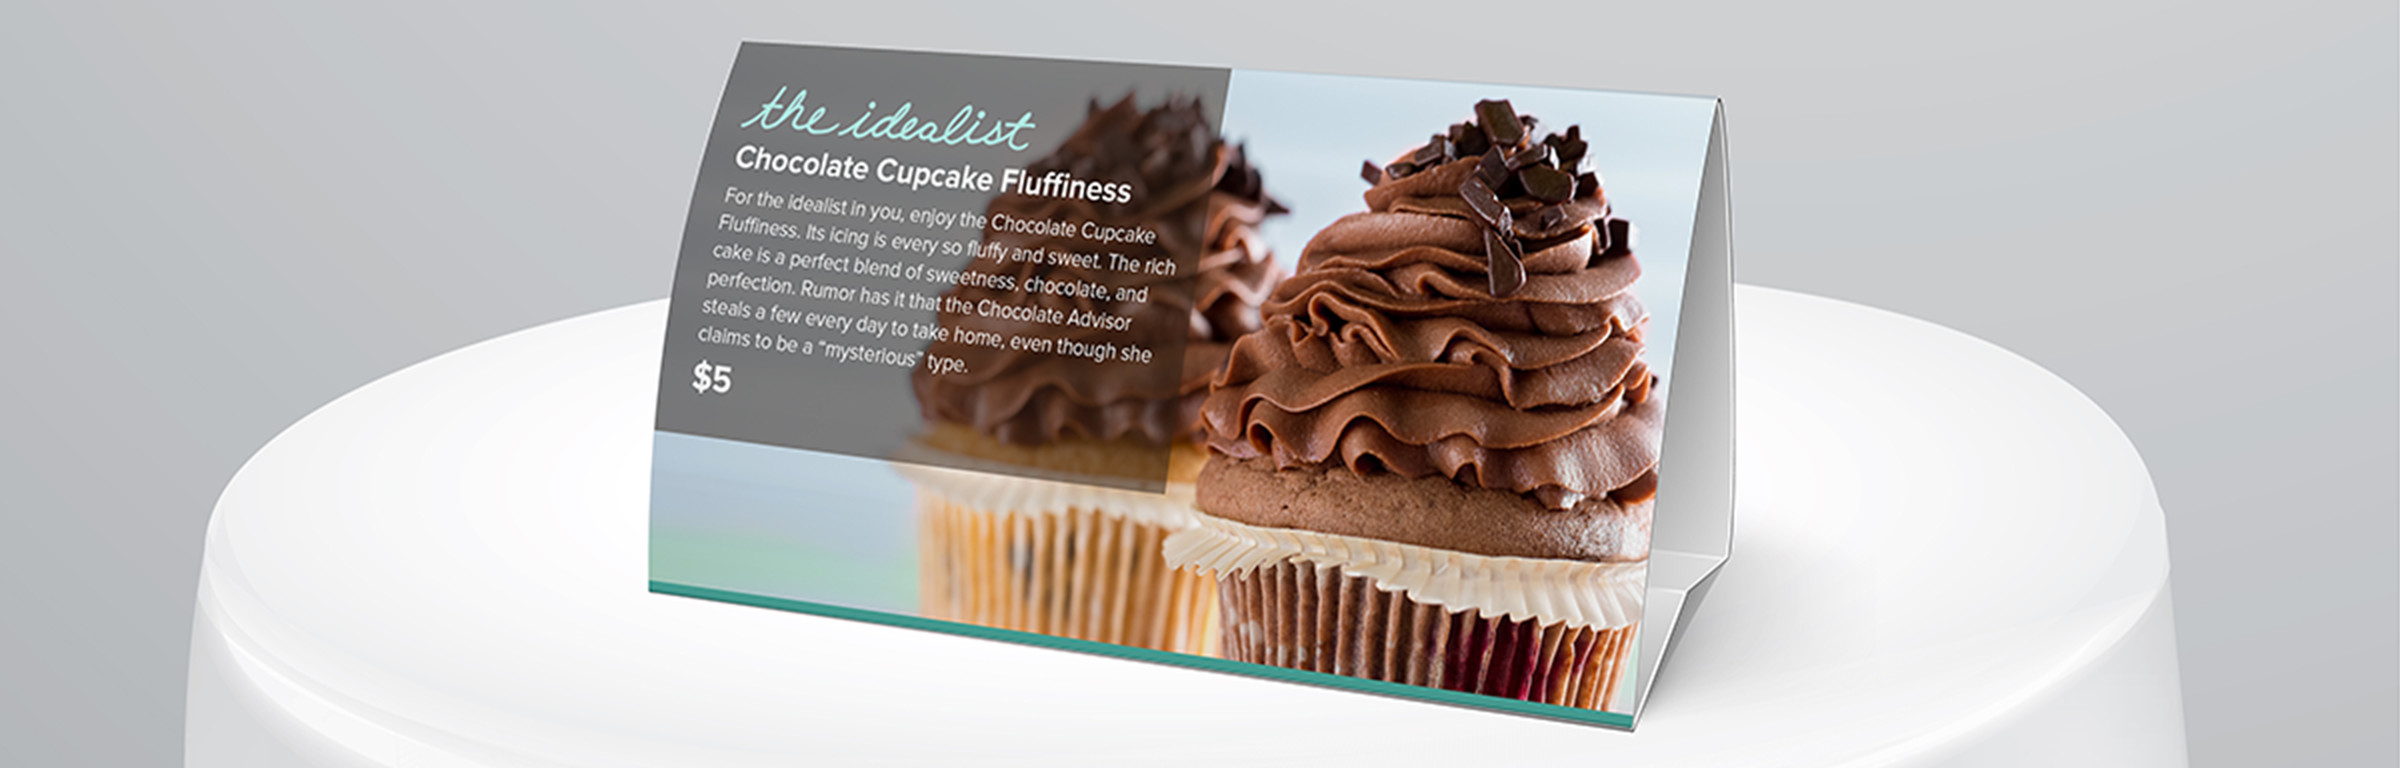 the idealist
Chocolate Cupcake Fluffiness
For the idealist in you, enjoy the Chocolate Cupcake
Fluffiness. Its icing is every so fluffy and sweet. The rich
cake is a perfect blend of sweetness, chocolate, and
perfection. Rumor has it that the Chocolate Advisor
steals a few every day to take home, even though she
claims to be a “mysterious” type.
$5